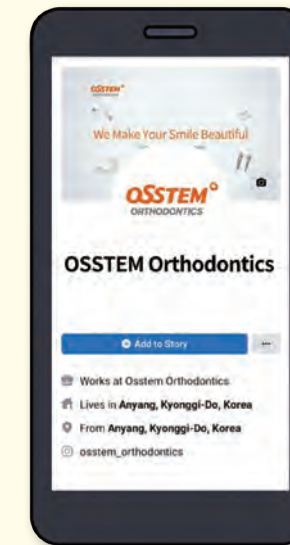 OSSTEM
We Make Your Smile Beautiful
OSSTEM
ORTHODONTICS
OSSTEM Orthodontics
Add to Story
Works at Osstem Orthodontics
Lives in Anyang, Kyonggi-Do, Korea
From Anyang, Kyonggi-Do, Korea
osstem_orthodontics